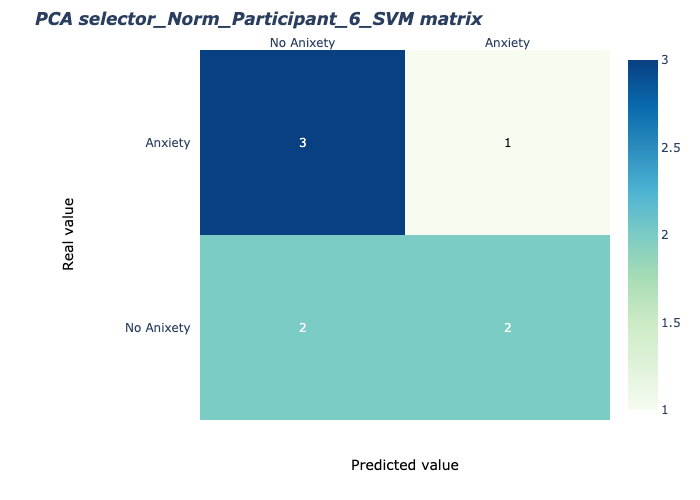 PCA selector_Norm_Participant_6_SVM matrix
No Anixety Anxiety
3
Anxiety 3 1
2.5
2
Real value
1.5
No Anixety 2 2
1
Predicted value